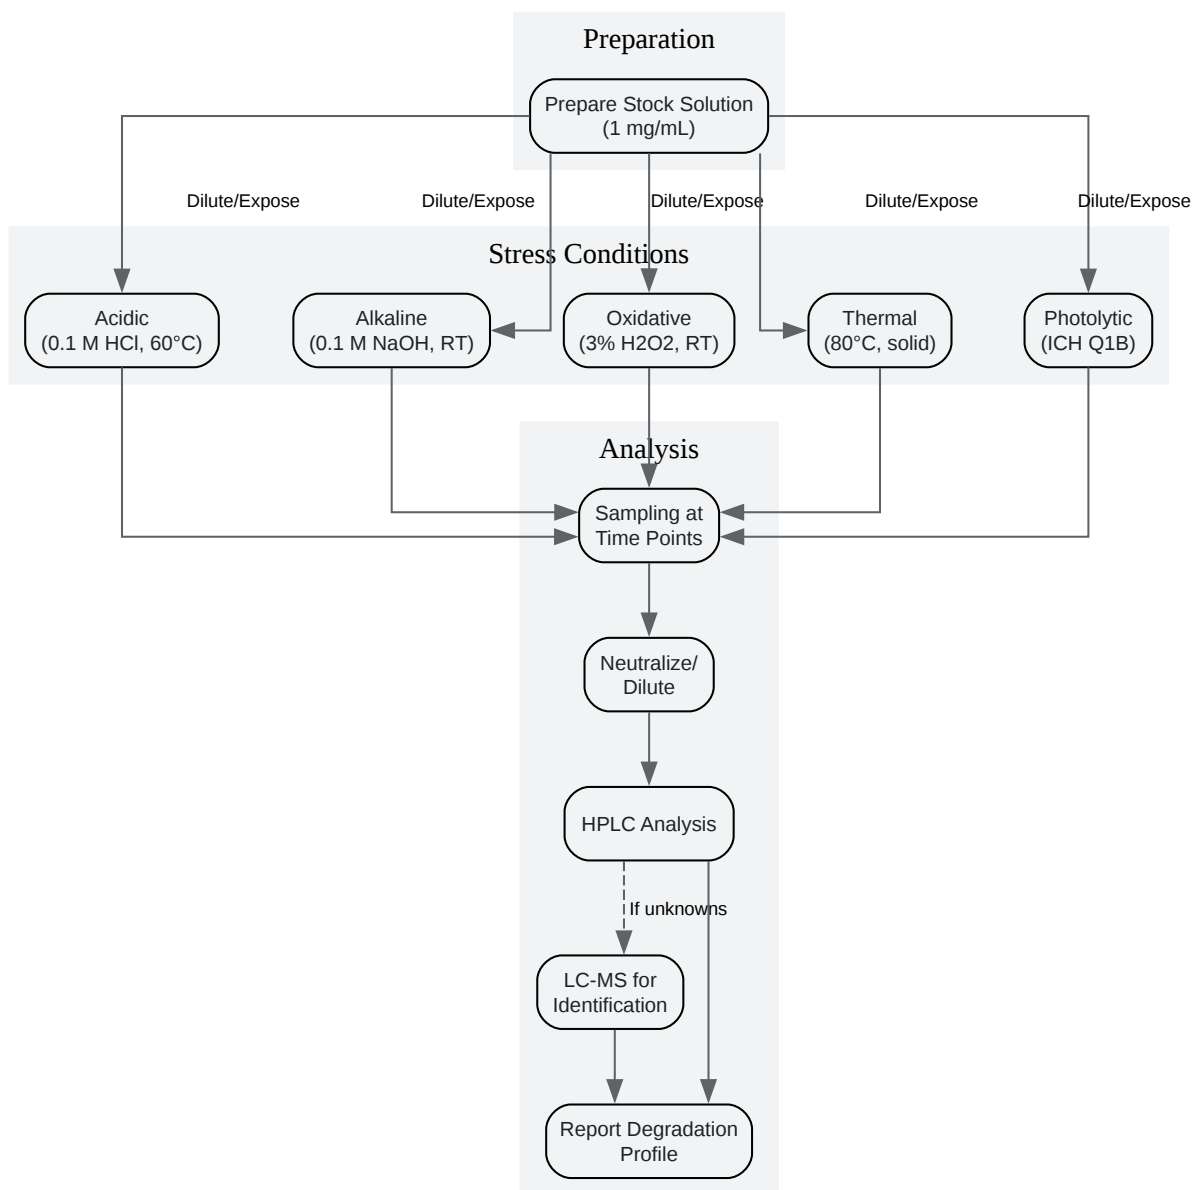 Preparation
Prepare Stock Solution
(1 mg/mL)
Dilute/Expose
Dilute/Expose
Dilute/Expose
Dilute/Expose
Dilute/Expose
Stress Conditions
Acidic
(0.1 M HCl, 60°C)
Alkaline
(0.1 M NaOH, RT)
Oxidative
(3% H2O2, RT)
Thermal
(80°C, solid)
Photolytic
(ICH Q1B)
Analysis
Sampling at
Time Points
Neutralize/
Dilute
HPLC Analysis
If unknowns
LC-MS for
Identification
Report Degradation
Profile